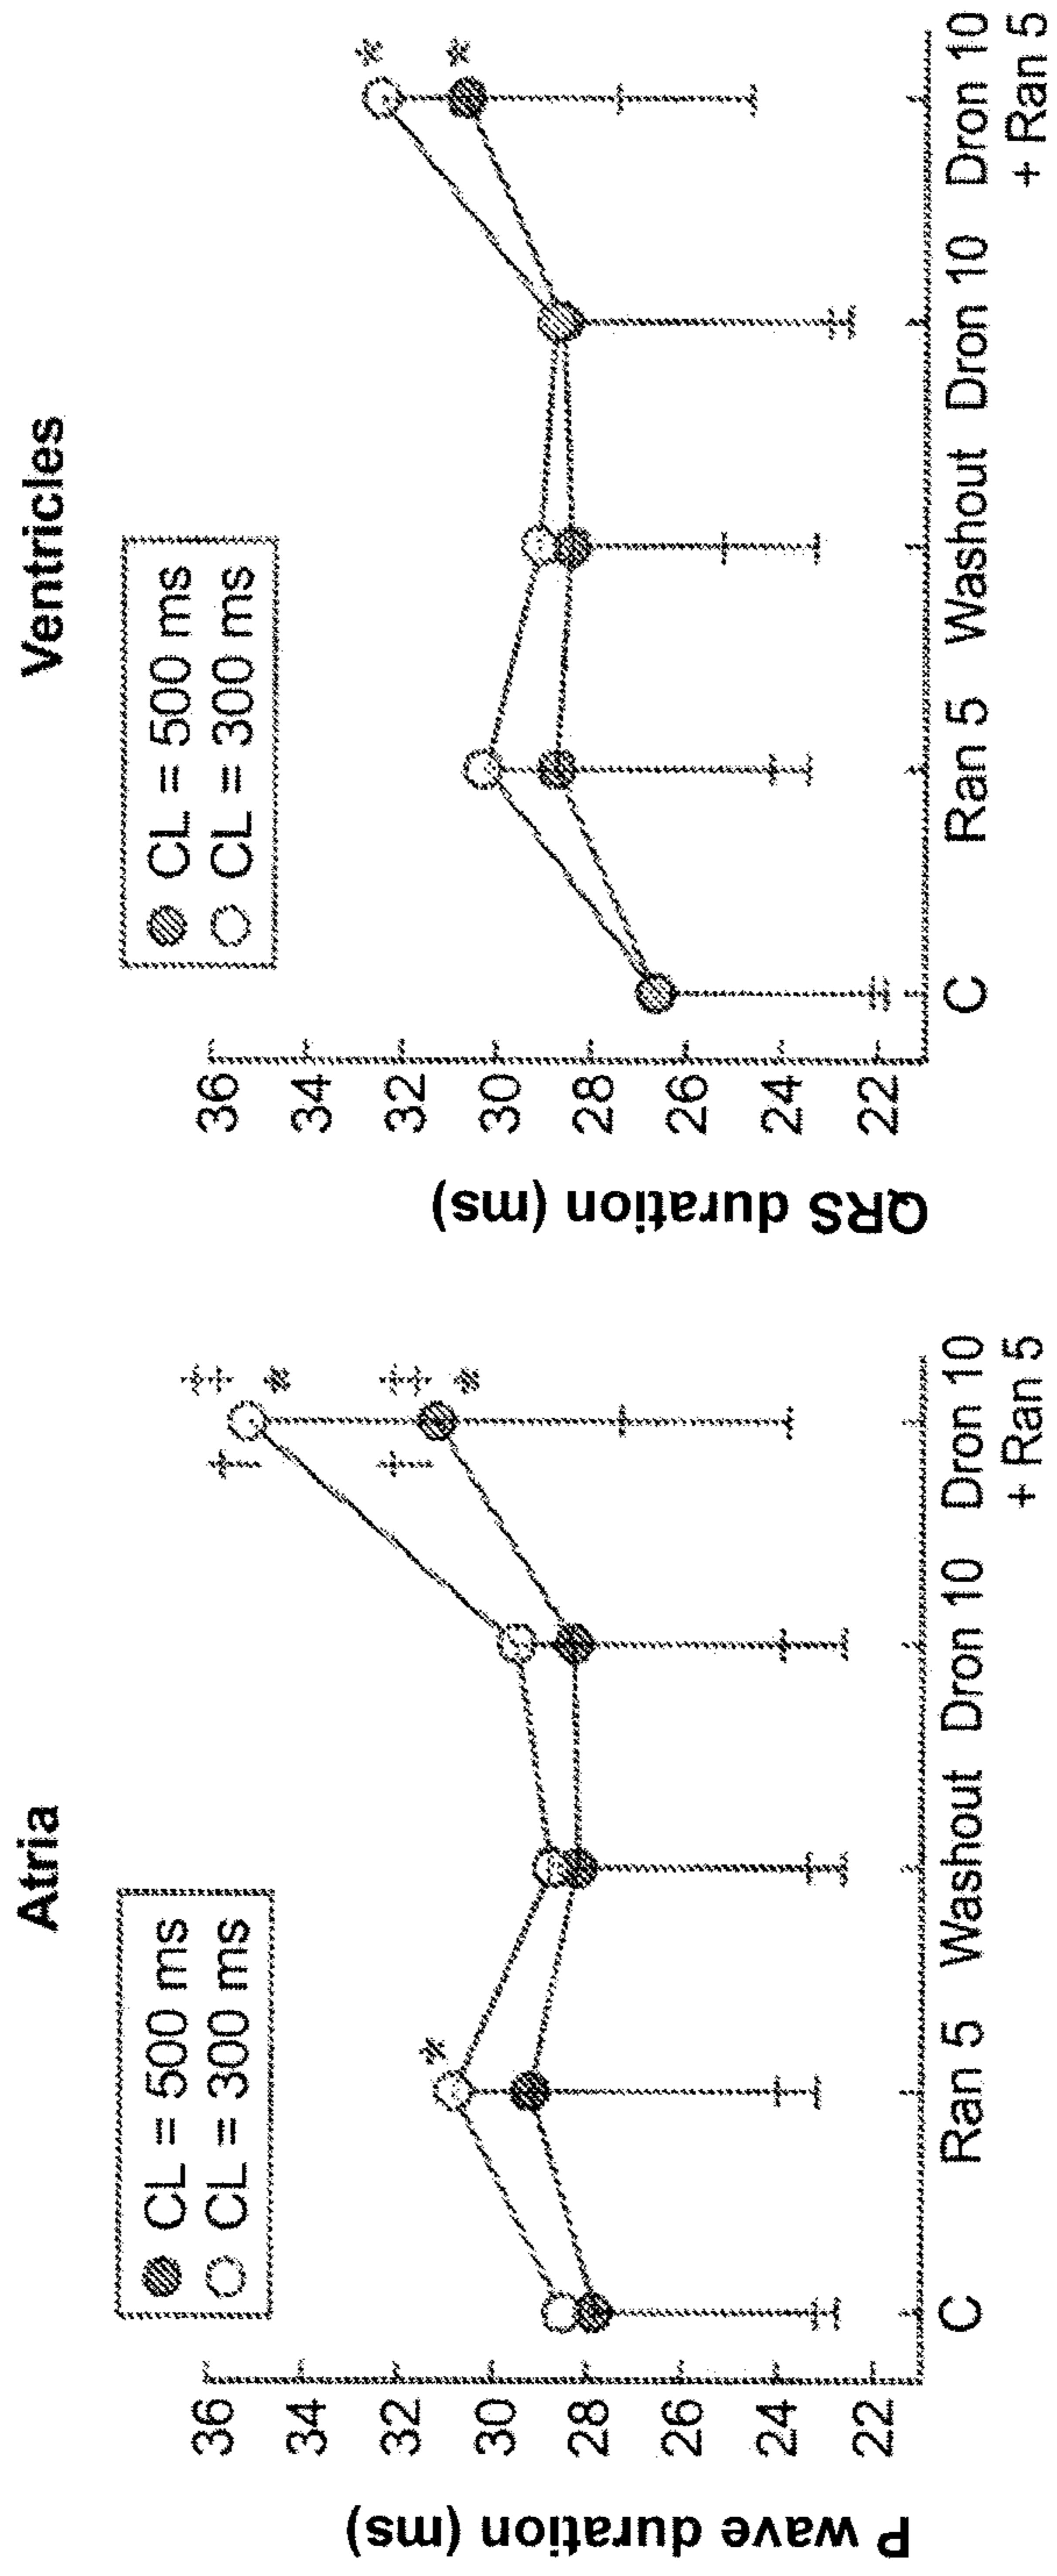 Atria
CL = 500 ms
CL = 300 ms
P wave duration (ms)
36
34
32
30
28
26
24
22
*
†
‡
*
†
‡
*
C Ran 5 Washout Dron 10 Dron 10
+ Ran 5
Ventricles
CL = 500 ms
CL = 300 ms
QRS duration (ms)
36
34
32
30
28
26
24
22
*
*
C Ran 5 Washout Dron 10 Dron 10
+ Ran 5